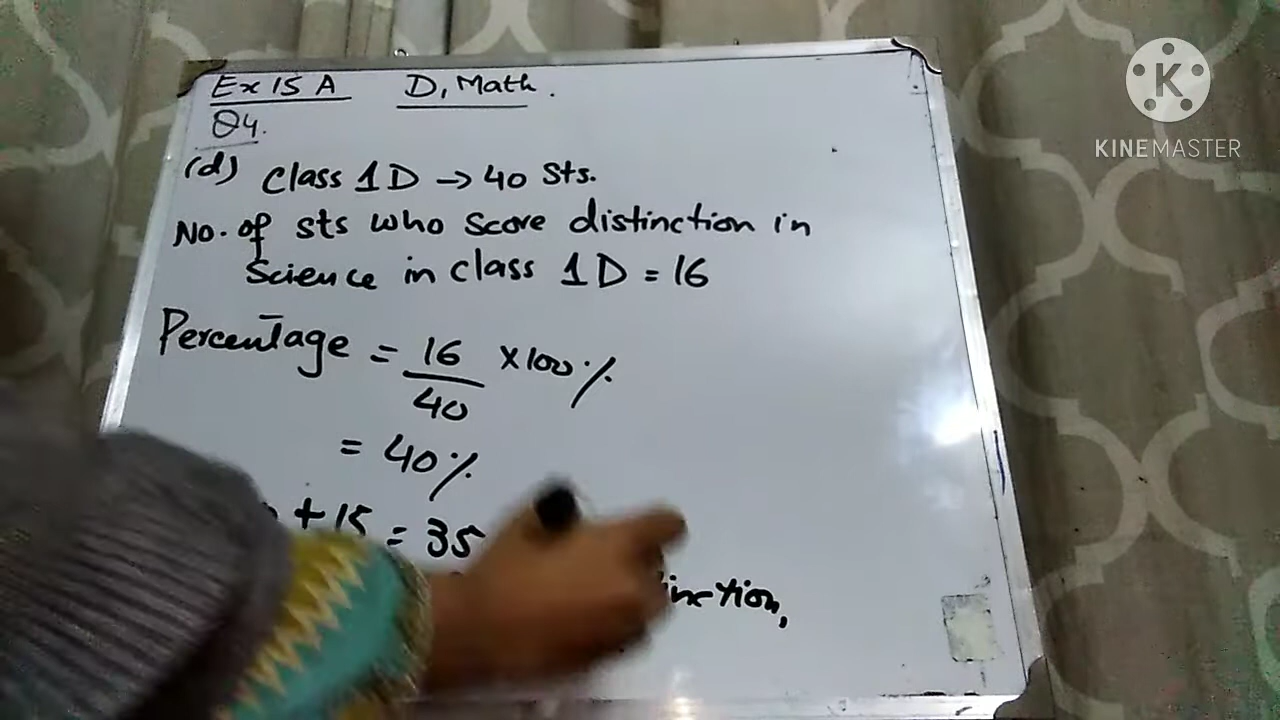 Ex 15 A D, Math.
Q4.
(d) Class 1D → 40 Sts.
No. of sts who score distinction in
Science in class 1D = 16
Percentage = 16/40 × 100%
= 40%
+ 15 = 35
K
KINEMASTER